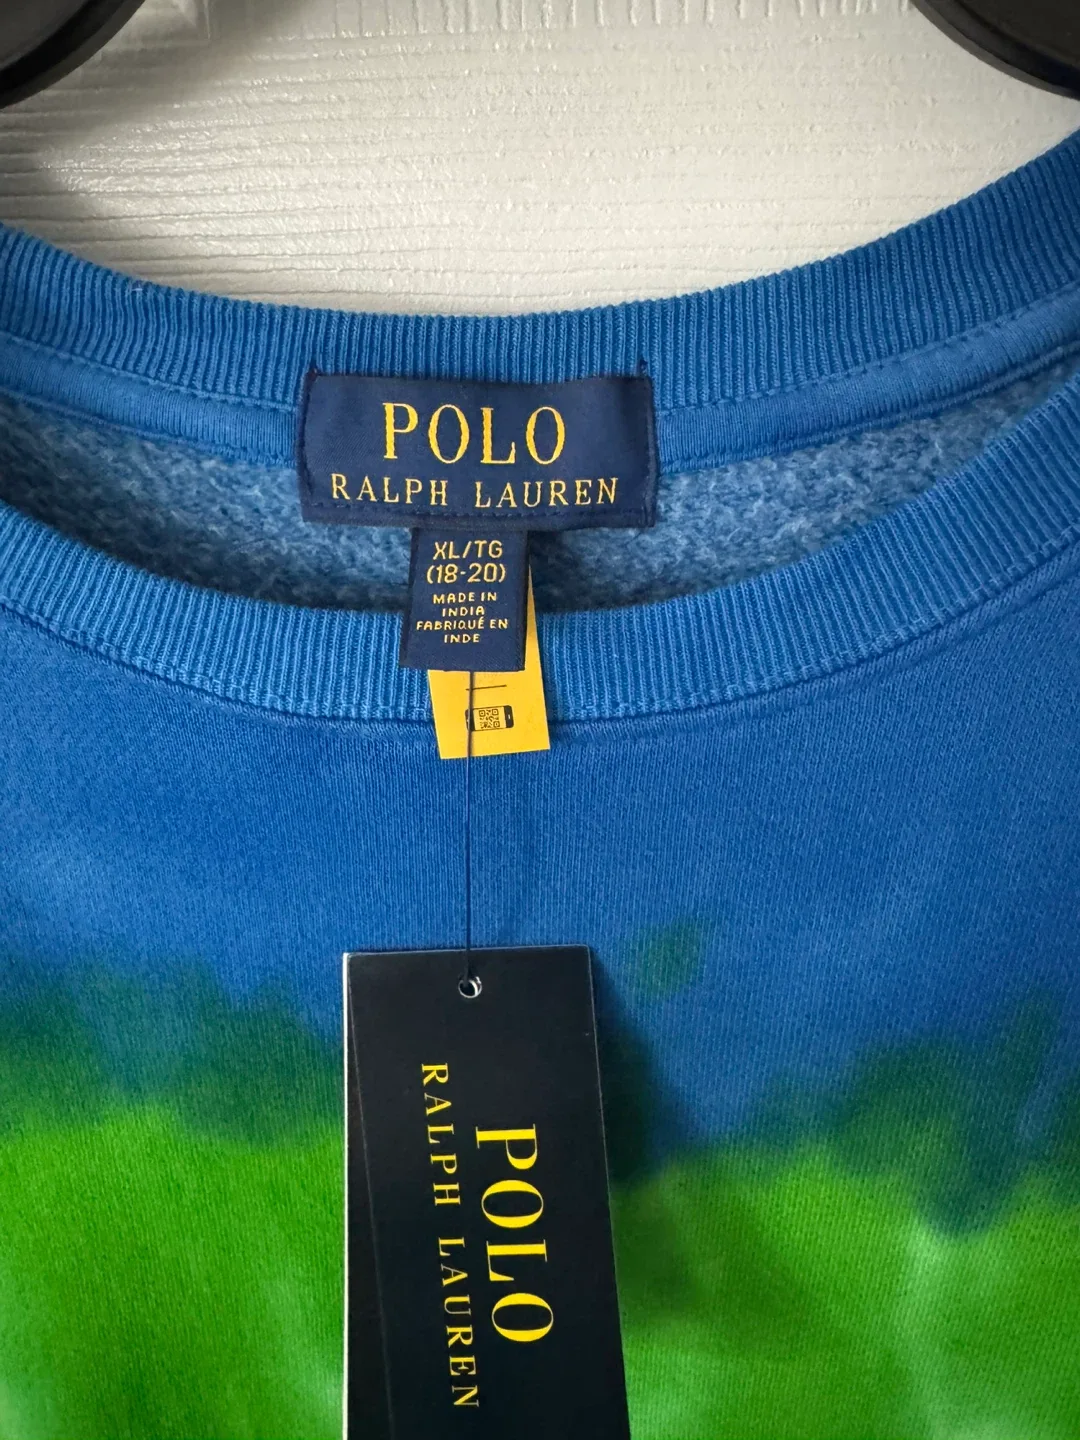 POLO
RALPH LAUREN
XL/TG
(18-20)
MADE IN
INDIA
FABRIQUÉ EN
INDE
POLO
RALPH LAUREN